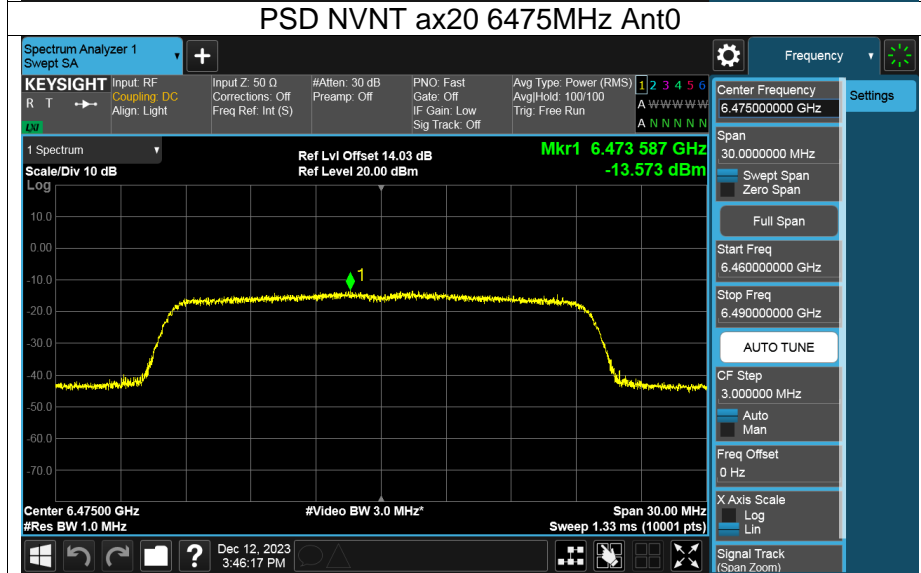 PSD NVNT ax20 6475MHz Ant0
Spectrum Analyzer 1
Swept SA
+
Frequency
KEYSIGHT
R T
LXI
Input: RF
Coupling: DC
Align: Light
Input Z: 50 Ω
Corrections: Off
Freq Ref: Int (S)
#Atten: 30 dB
Preamp: Off
PNO: Fast
Gate: Off
IF Gain: Low
Sig Track: Off
Avg Type: Power (RMS)
Avg|Hold: 100/100
Trig: Free Run
1 2 3 4 5 6
A W W W W W
A N N N N N
1 Spectrum
Scale/Div 10 dB
Log
Ref Lvl Offset 14.03 dB
Ref Level 20.00 dBm
Mkr1 6.473 587 GHz
-13.573 dBm
10.0
0.00
-10.0
-20.0
-30.0
-40.0
-50.0
-60.0
-70.0
1
Center 6.47500 GHz
#Res BW 1.0 MHz
#Video BW 3.0 MHz*
Span 30.00 MHz
Sweep 1.33 ms (10001 pts)
?
Dec 12, 2023
3:46:17 PM
Center Frequency
6.475000000 GHz
Settings
Span
30.0000000 MHz
Swept Span
Zero Span
Full Span
Start Freq
6.460000000 GHz
Stop Freq
6.490000000 GHz
AUTO TUNE
CF Step
3.000000 MHz
Auto
Man
Freq Offset
0 Hz
X Axis Scale
Log
Lin
Signal Track
(Span Zoom)